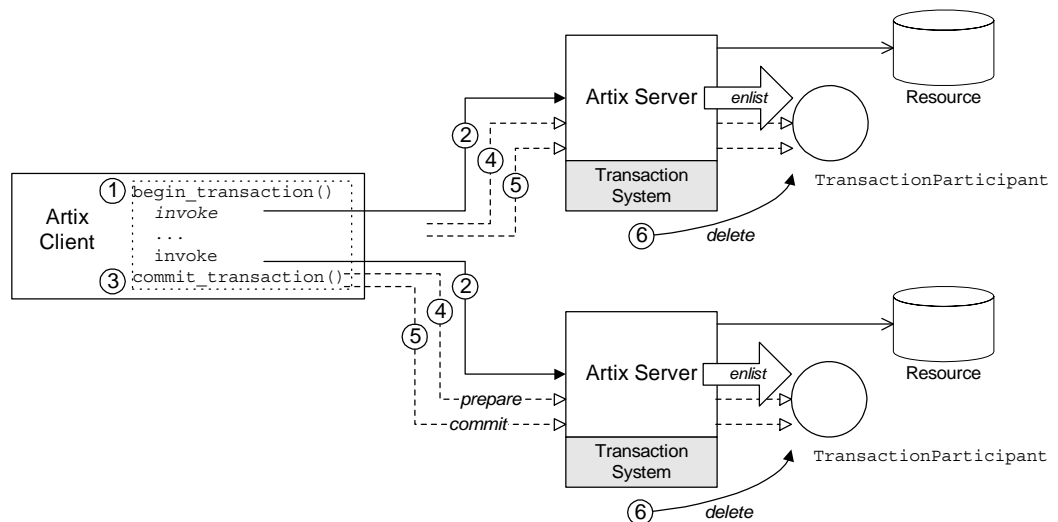 Artix Server
enlist
Resource
2
4
5
Transaction
System
TransactionParticipant
6
delete
Artix
Client
1
begin_transaction()
invoke
...
invoke
3
commit_transaction()
2
4
5
Artix Server
enlist
Resource
prepare
commit
Transaction
System
TransactionParticipant
6
delete